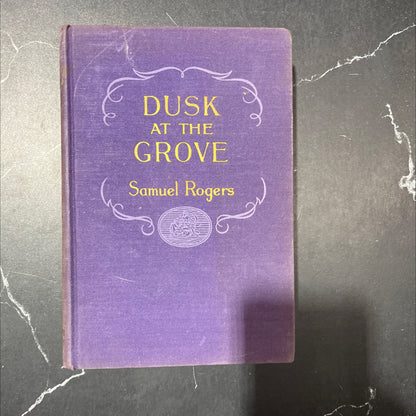 DUSK
AT THE
GROVE
Samuel Rogers